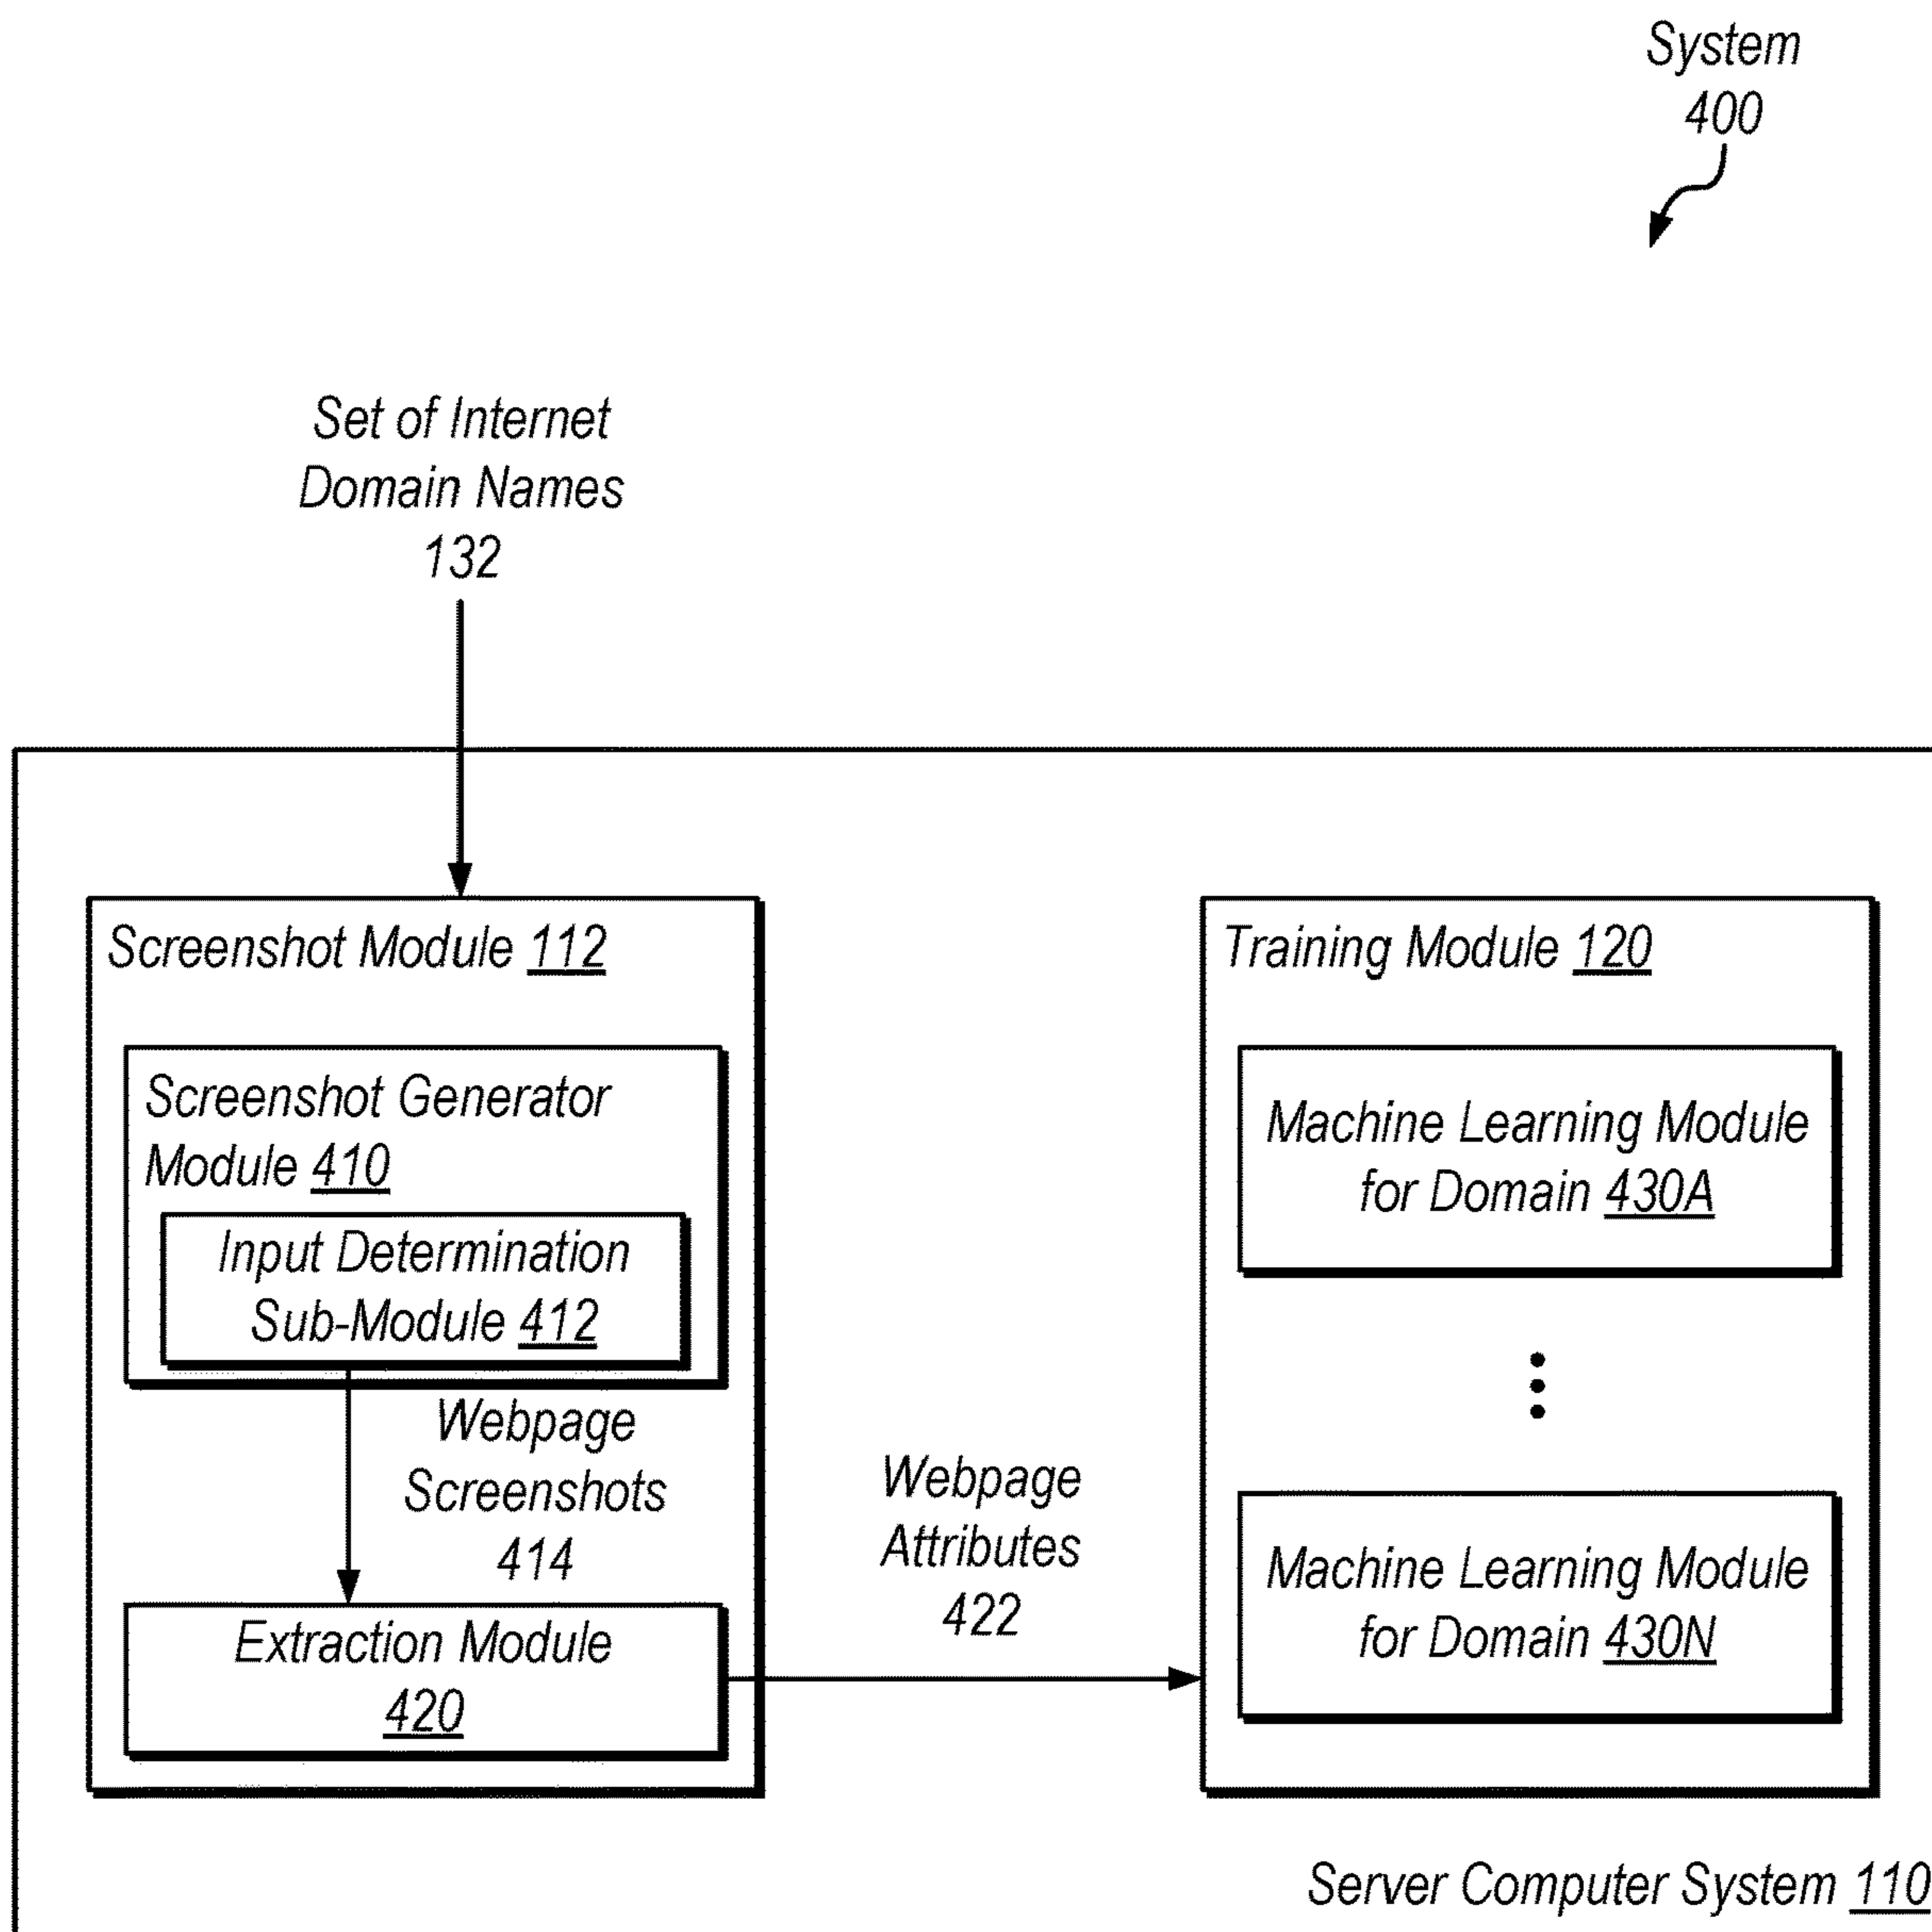 System
400
Set of Internet
Domain Names
132
Screenshot Module 112
Screenshot Generator
Module 410
Input Determination
Sub-Module 412
Webpage
Screenshots
414
Extraction Module
420
Webpage
Attributes
422
Training Module 120
Machine Learning Module
for Domain 430A
Machine Learning Module
for Domain 430N
Server Computer System 110